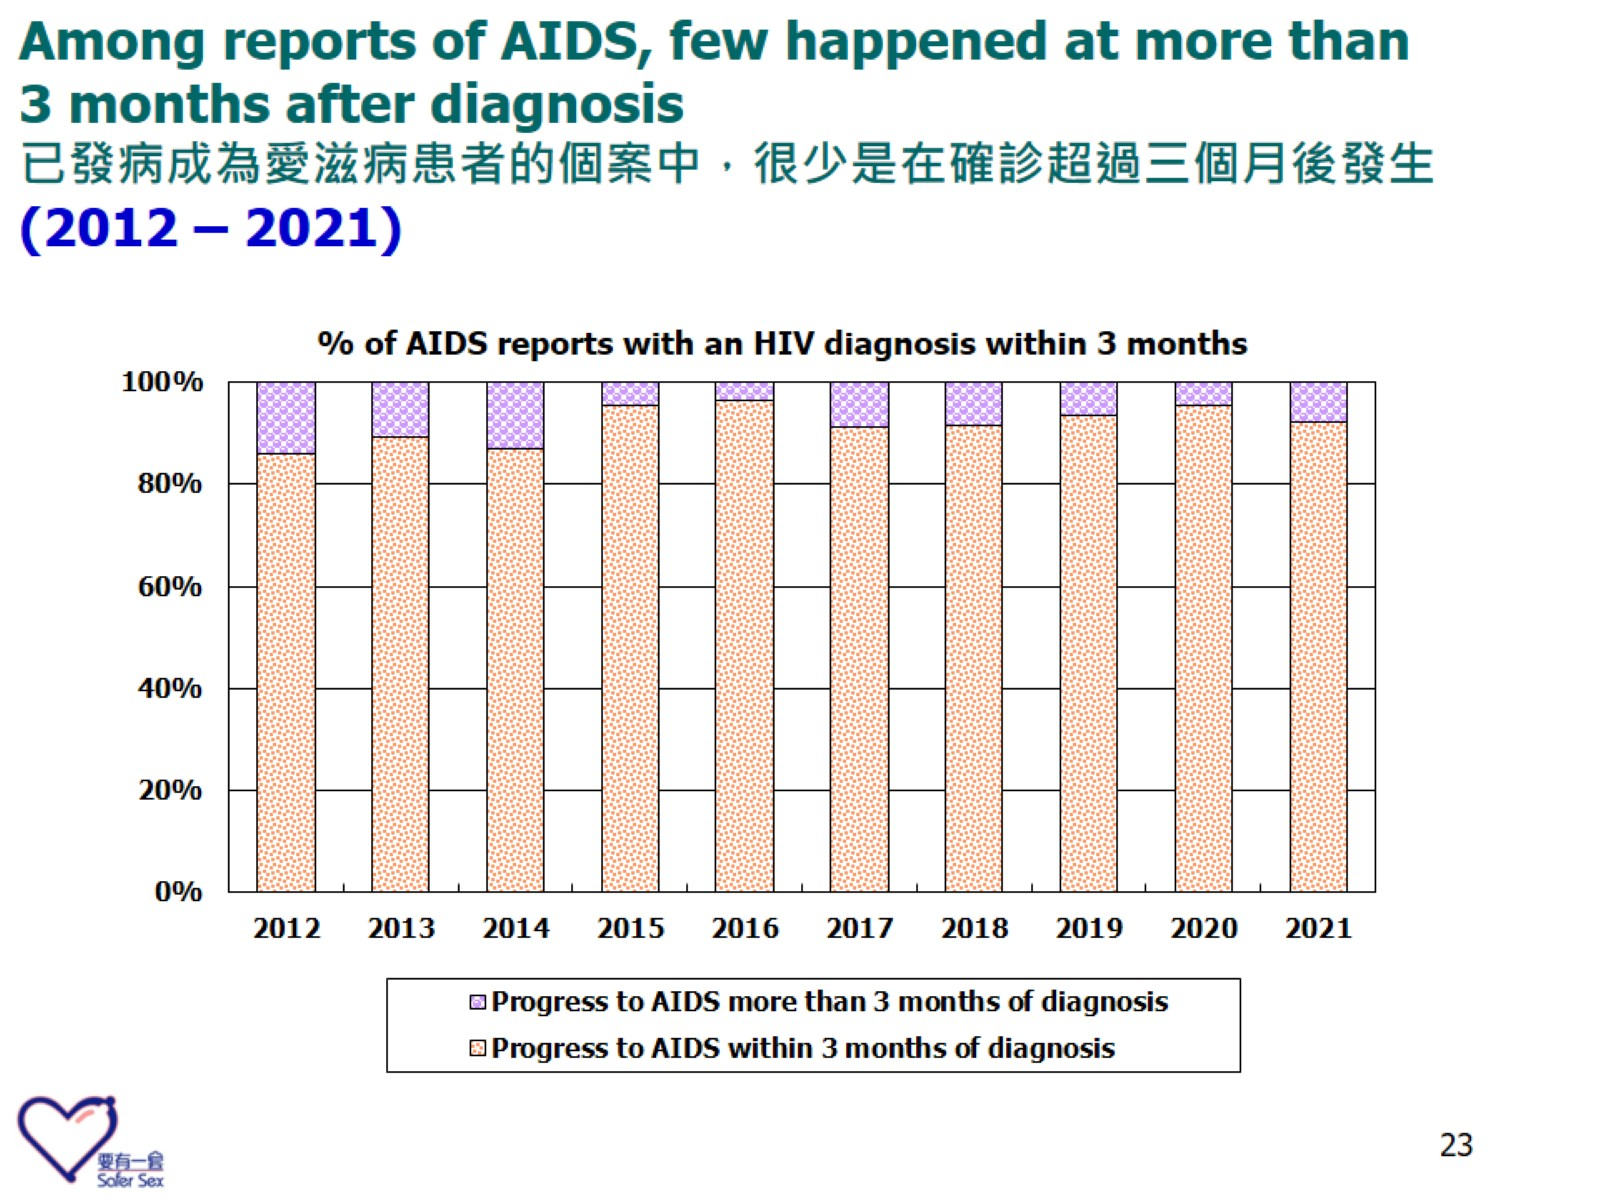 Among reports of AIDS, few happened at more than
3 months after diagnosis
已發病成為愛滋病患者的個案中，很少是在確診超過三個月後發生
(2012 – 2021)
% of AIDS reports with an HIV diagnosis within 3 months
100%
80%
60%
40%
20%
0%
2012 2013 2014 2015 2016 2017 2018 2019 2020 2021
Progress to AIDS more than 3 months of diagnosis
Progress to AIDS within 3 months of diagnosis
要有一套
Safer Sex
23